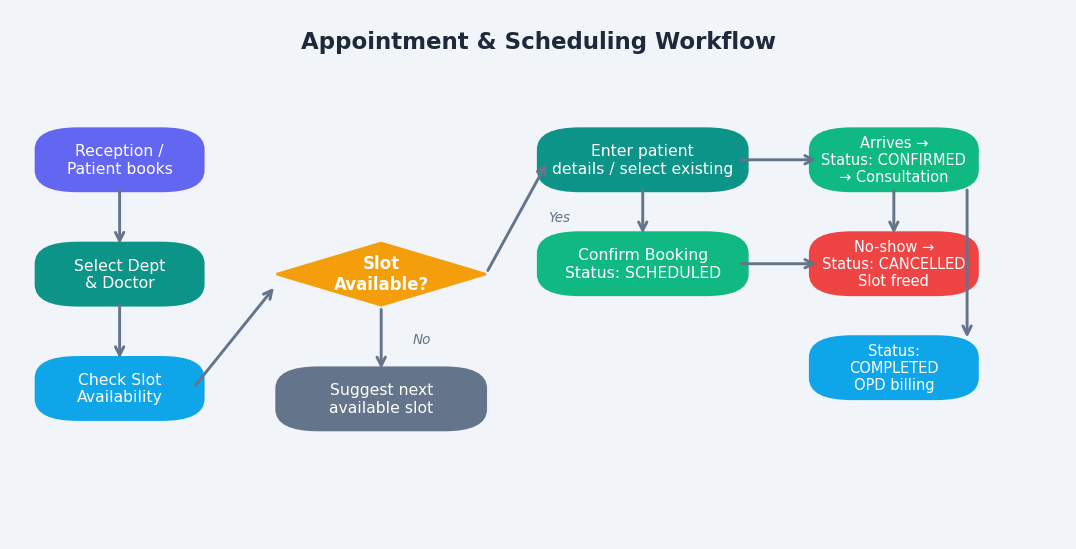 Appointment & Scheduling Workflow
Reception /
Patient books
Select Dept
& Doctor
Check Slot
Availability
Slot
Available?
No
Suggest next
available slot
Yes
Enter patient
details / select existing
Confirm Booking
Status: SCHEDULED
Arrives →
Status: CONFIRMED
→ Consultation
No-show →
Status: CANCELLED
Slot freed
Status:
COMPLETED
OPD billing